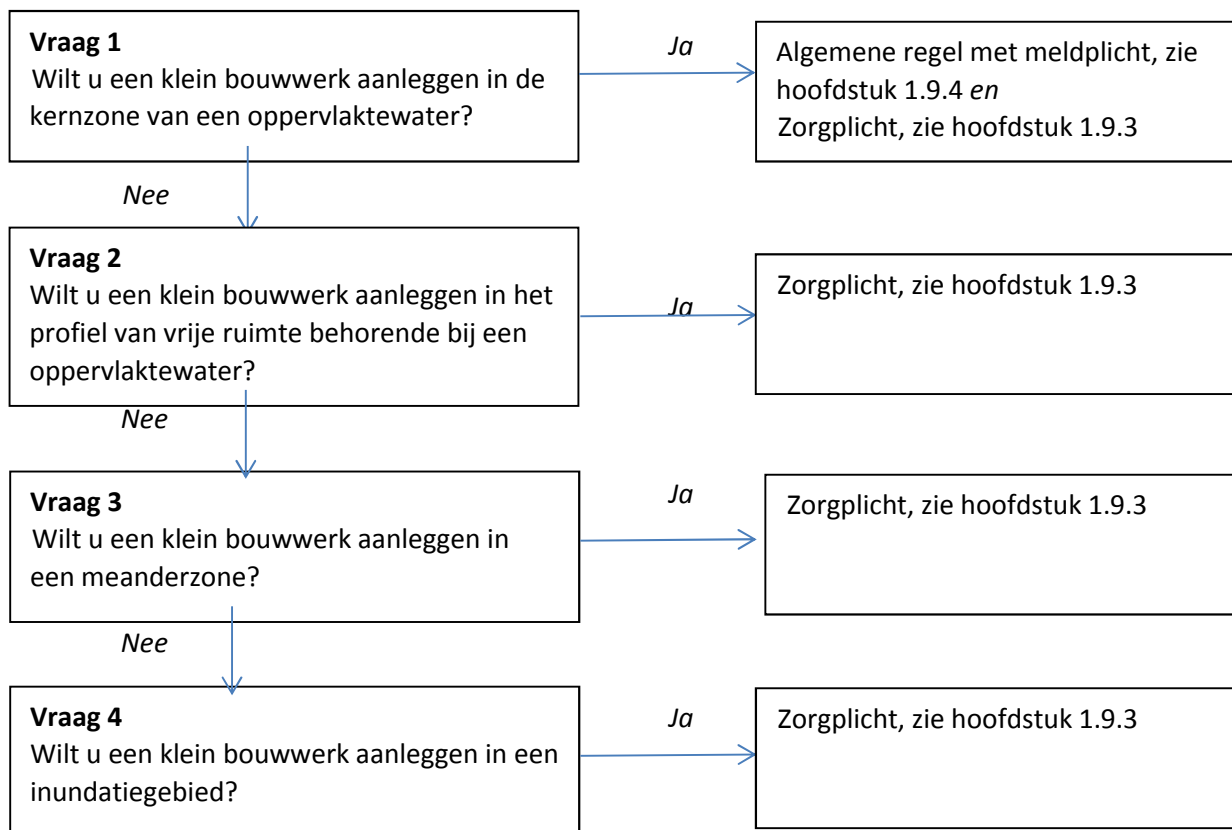 Vraag 1
Wilt u een klein bouwwerk aanleggen in de
kernzone van een oppervlaktewater?
Ja
Algemene regel met meldplicht, zie
hoofdstuk 1.9.4 en
Zorgplicht, zie hoofdstuk 1.9.3
Nee
Vraag 2
Wilt u een klein bouwwerk aanleggen in het
profiel van vrije ruimte behorende bij een
oppervlaktewater?
Ja
Zorgplicht, zie hoofdstuk 1.9.3
Nee
Vraag 3
Wilt u een klein bouwwerk aanleggen in
een meanderzone?
Ja
Zorgplicht, zie hoofdstuk 1.9.3
Nee
Vraag 4
Wilt u een klein bouwwerk aanleggen in een
inundatiegebied?
Ja
Zorgplicht, zie hoofdstuk 1.9.3